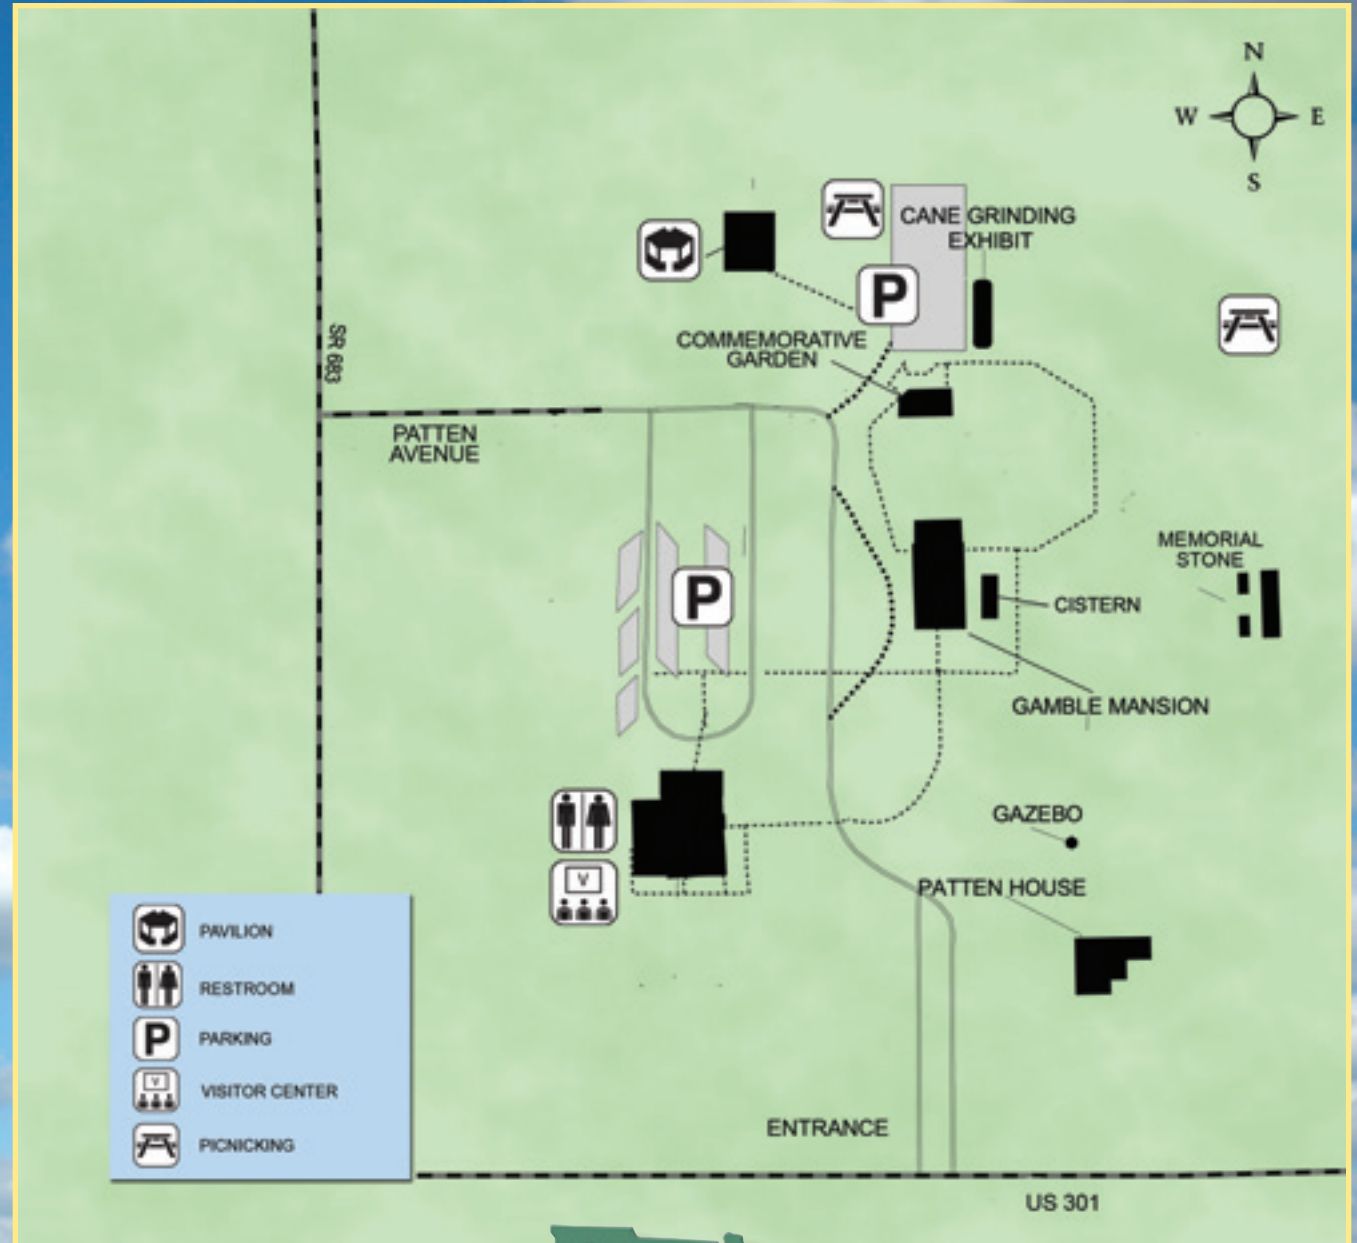 N
W E
S
CANE GRINDING
EXHIBIT
P
COMMEMORATIVE
GARDEN
SR 683
PATTEN
AVENUE
MEMORIAL
STONE
P
CISTERN
GAMBLE MANSION
GAZEBO
V
PATTEN HOUSE
PAVILION
RESTROOM
P PARKING
V VISITOR CENTER
PICNICKING
ENTRANCE
US 301